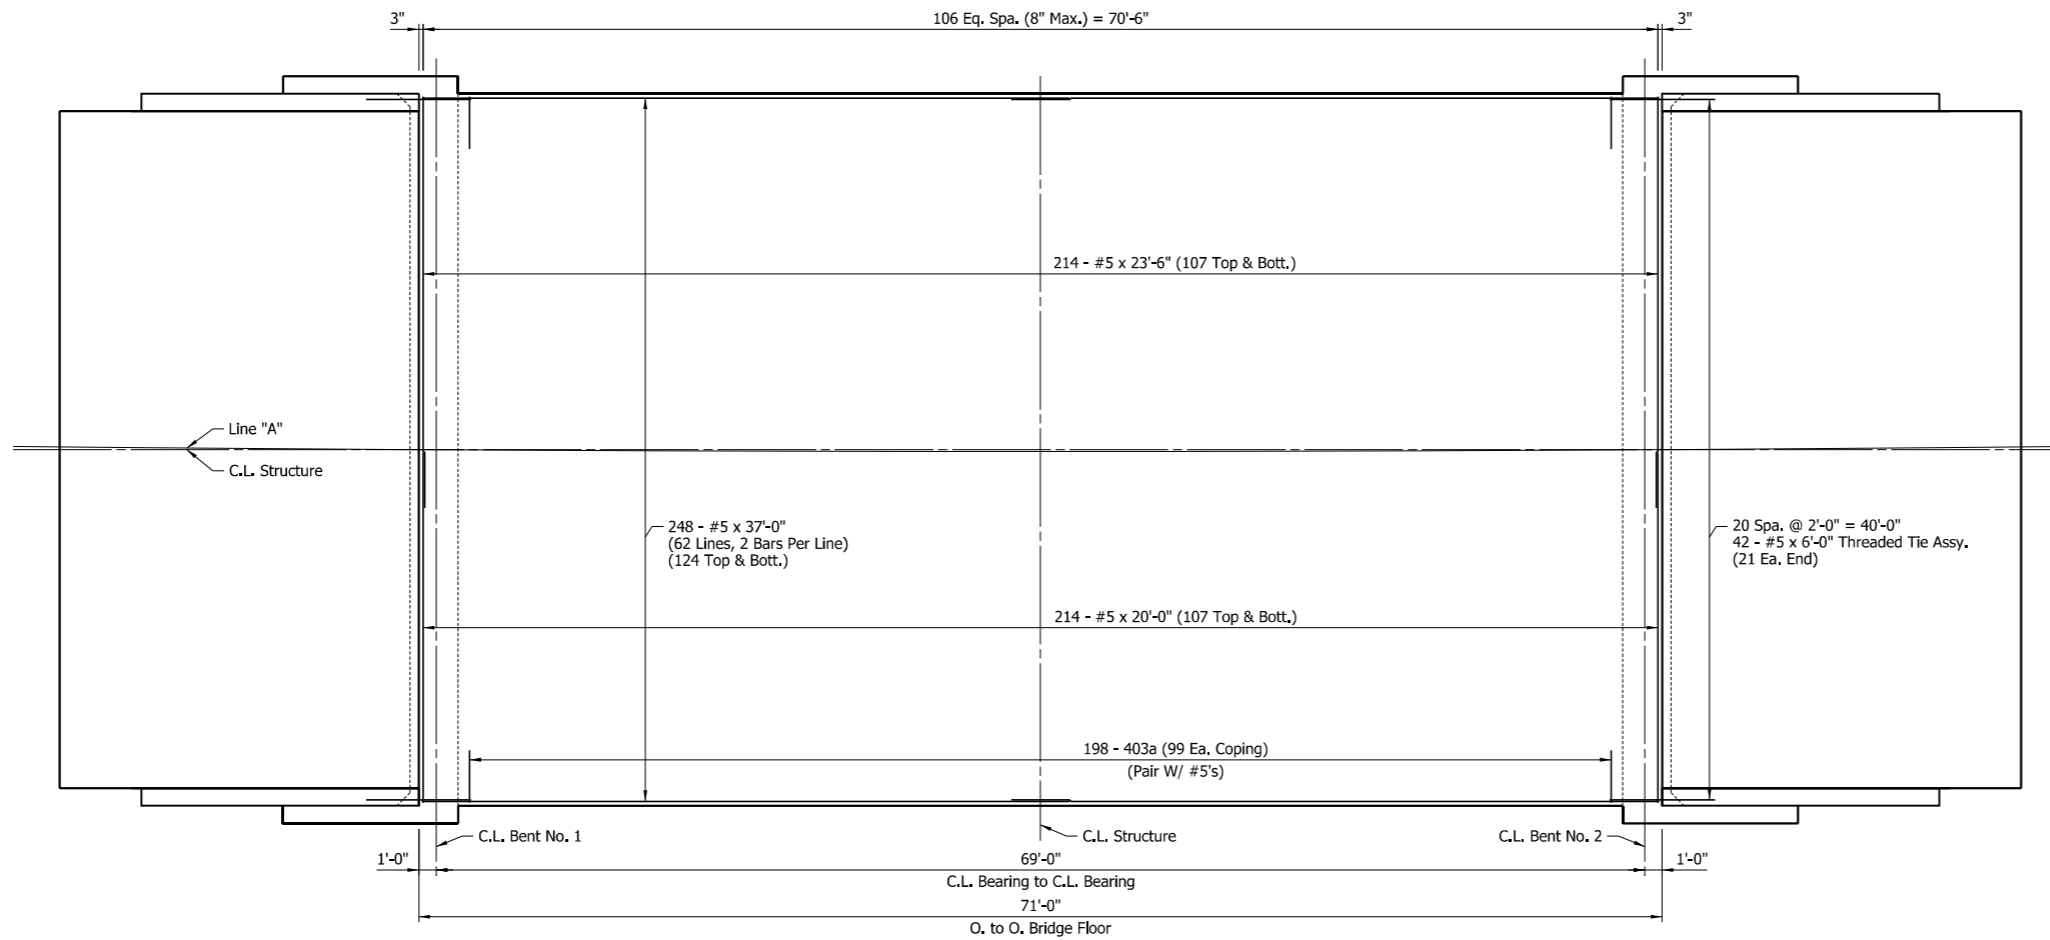 3"
106 Eq. Spa. (8" Max.) = 70'-6"
3"
214 - #5 x 23'-6" (107 Top & Bott.)
Line "A"
C.L. Structure
248 - #5 x 37'-0"
(62 Lines, 2 Bars Per Line)
(124 Top & Bott.)
20 Spa. @ 2'-0" = 40'-0"
42 - #5 x 6'-0" Threaded Tie Assy.
(21 Ea. End)
214 - #5 x 20'-0" (107 Top & Bott.)
198 - 403a (99 Ea. Coping)
(Pair W/ #5's)
C.L. Bent No. 1
C.L. Structure
C.L. Bent No. 2
1'-0"
69'-0"
1'-0"
C.L. Bearing to C.L. Bearing
71'-0"
O. to O. Bridge Floor